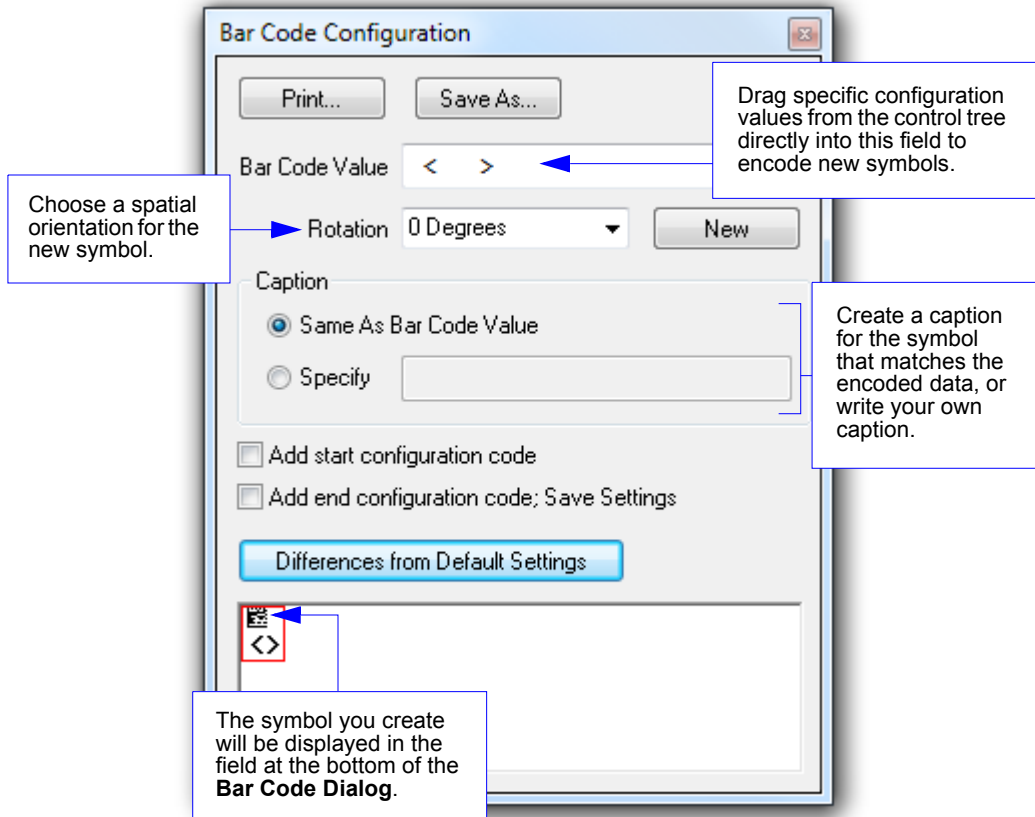 Bar Code Configuration
Print...
Save As...
Drag specific configuration
values from the control tree
directly into this field to
encode new symbols.
Bar Code Value
< >
Choose a spatial
orientation for the
new symbol.
Rotation
0 Degrees
New
Caption
Same As Bar Code Value
Specify
Create a caption
for the symbol
that matches the
encoded data, or
write your own
caption.
Add start configuration code
Add end configuration code; Save Settings
Differences from Default Settings
<>
The symbol you create
will be displayed in the
field at the bottom of the
Bar Code Dialog.